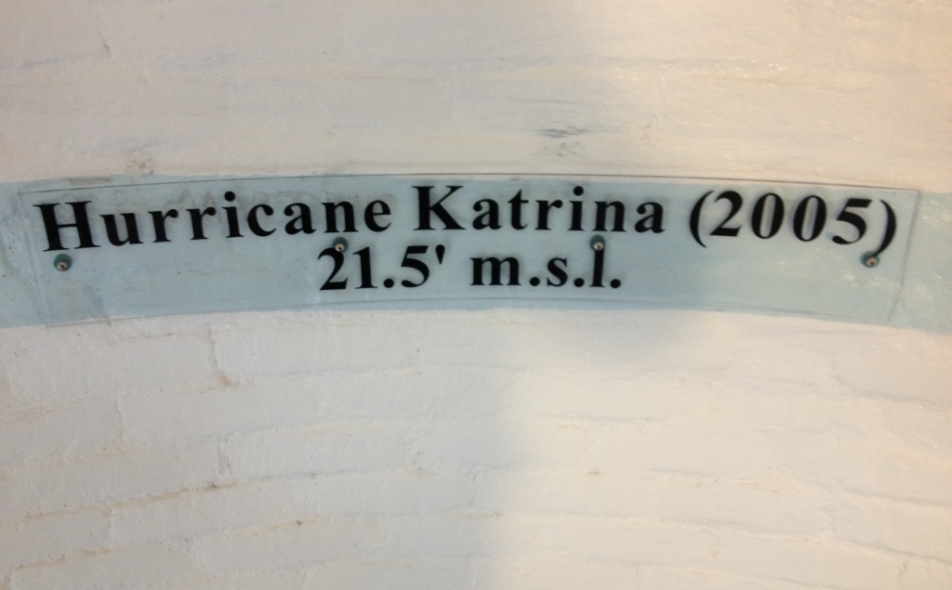 Hurricane Katrina (2005)
21.5' m.s.l.